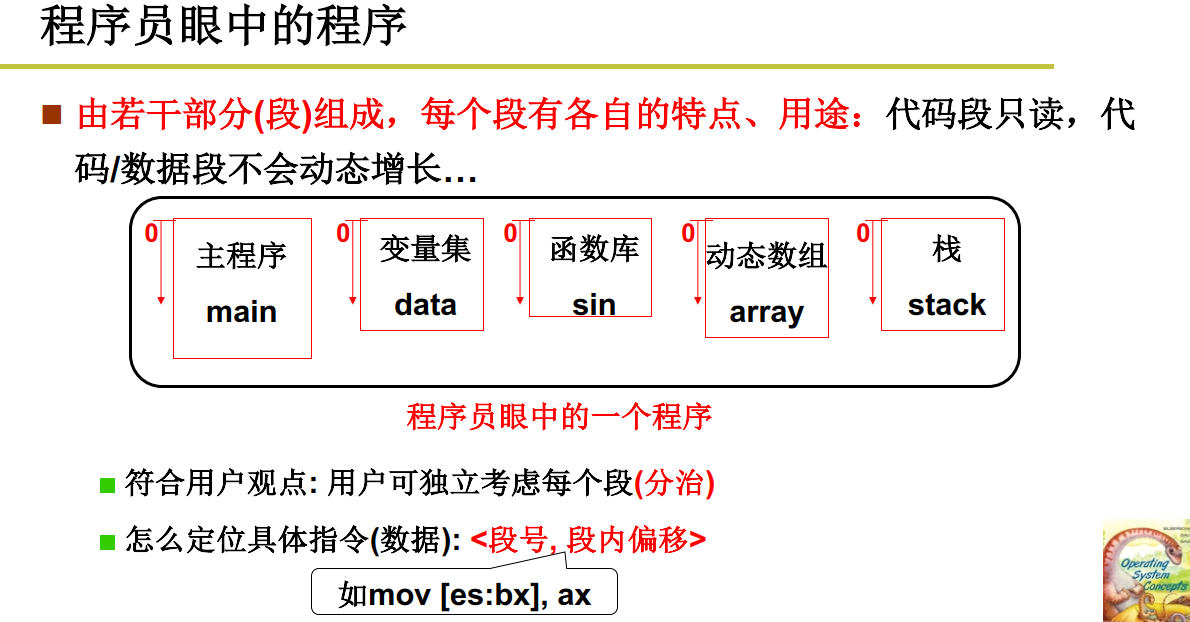 程序员眼中的程序
由若干部分(段)组成，每个段有各自的特点、用途：代码段只读，代
码/数据段不会动态增长…
0 主程序 0 变量集 0 函数库 0 动态数组 0 栈
main data sin array stack
程序员眼中的一个程序
符合用户观点: 用户可独立考虑每个段(分治)
怎么定位具体指令(数据): <段号, 段内偏移>
如mov [es:bx], ax
Operating
System
Concepts